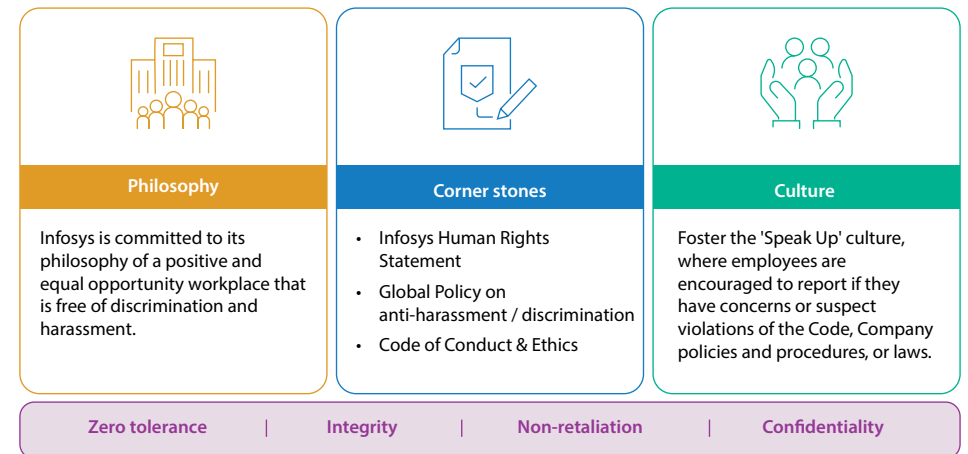 Philosophy
Infosys is committed to its
philosophy of a positive and
equal opportunity workplace that
is free of discrimination and
harassment.
Corner stones
• Infosys Human Rights
Statement
• Global Policy on
anti-harassment / discrimination
• Code of Conduct & Ethics
Culture
Foster the 'Speak Up' culture,
where employees are
encouraged to report if they
have concerns or suspect
violations of the Code, Company
policies and procedures, or laws.
Zero tolerance | Integrity | Non-retaliation | Confidentiality